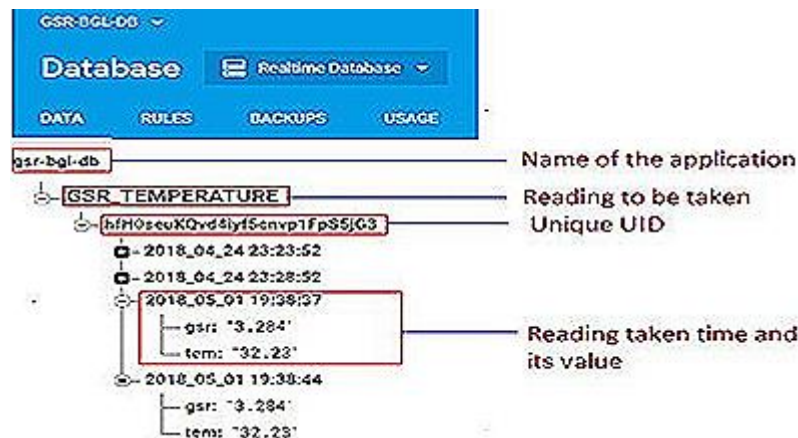 GSR-BGL-DB
Database Realtime Database
DATA RULES BACKUPS USAGE
gsr-bgl-db Name of the application
GSR_TEMPERATURE Reading to be taken
Unique UID
2018_04_24 23:23:52
2018_04_24 23:28:52
2018_05_01 19:38:37
gsr: "3.284"
tem: "32.23"
Reading taken time and
its value
2018_05_01 19:38:44
gsr: "3.284"
tem: "32.23"